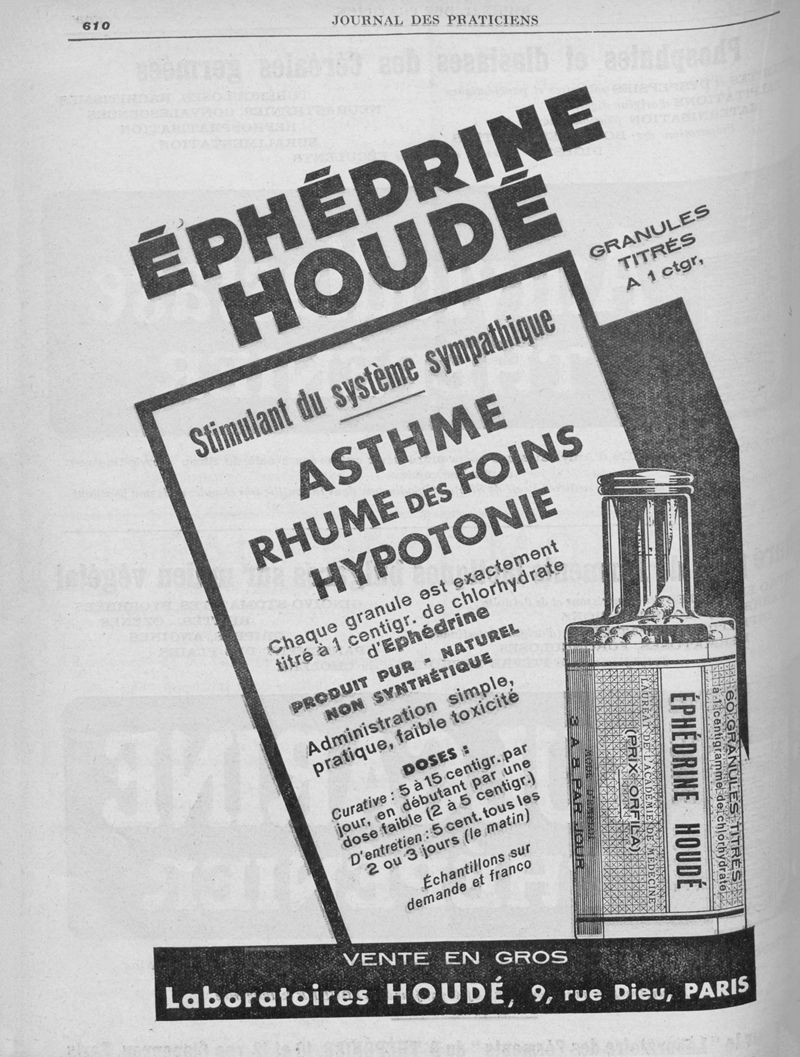 610
JOURNAL DES PRATICIENS
ÉPHÉDRINE
HOUDÉ
GRANULES
TITRÉS
A 1 ctgr,
Stimulant du système sympathique
ASTHME
RHUME DES FOINS
HYPOTONIE
Chaque granule est exactement
titré à 1 centigr. de chlorhydrate
d'Ephédrine
PRODUIT PUR - NATUREL
NON SYNTHÉTIQUE
Administration simple,
pratique, faible toxicité
DOSES :
Curative : 5 à 15 centigr. par
jour, en débutant par une
dose faible (2 à 5 centigr.)
D'entretien : 5 cent. tous les
2 ou 3 jours (le matin)
Échantillons sur
demande et franco
60 GRANULES TITRÉS
à 1 centigramme de chlorhydrate
ÉPHÉDRINE HOUDÉ
LAURÉAT DE L'ACADÉMIE DE MÉDECINE
(PRIX ORFILA)
3 A 8 PAR JOUR
VENTE EN GROS
Laboratoires HOUDÉ, 9, rue Dieu, PARIS